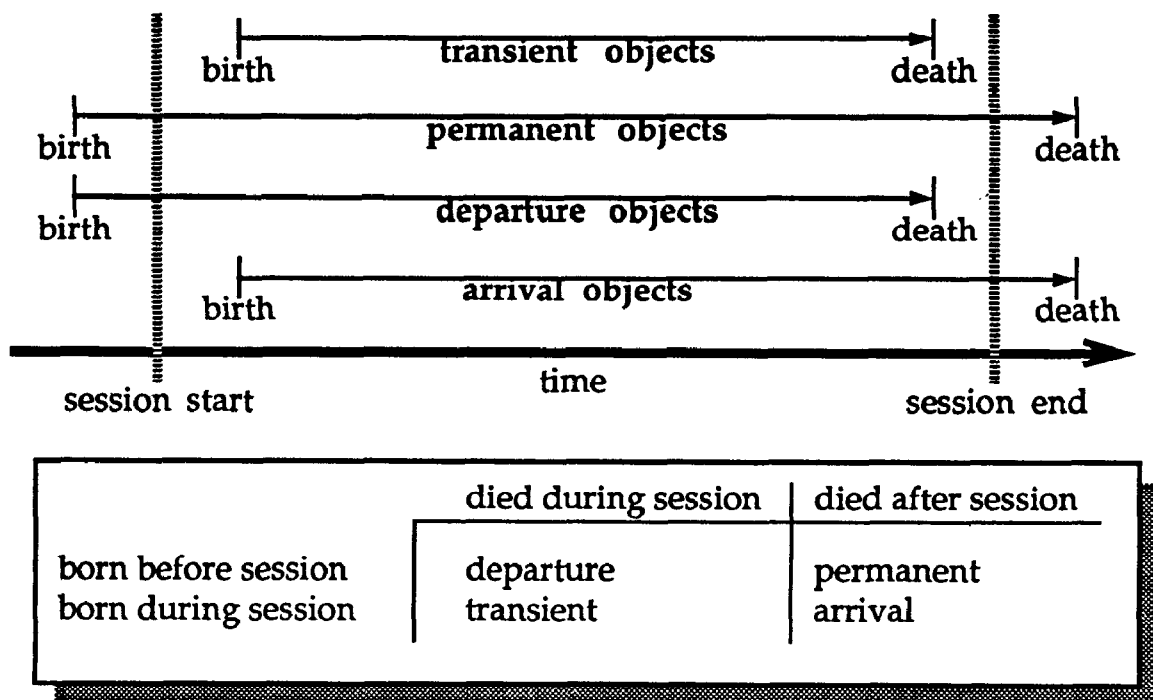 transient objects
birth death
permanent objects
birth death
departure objects
birth death
arrival objects
birth death
time
session start session end
died during session died after session
born before session departure permanent
born during session transient arrival